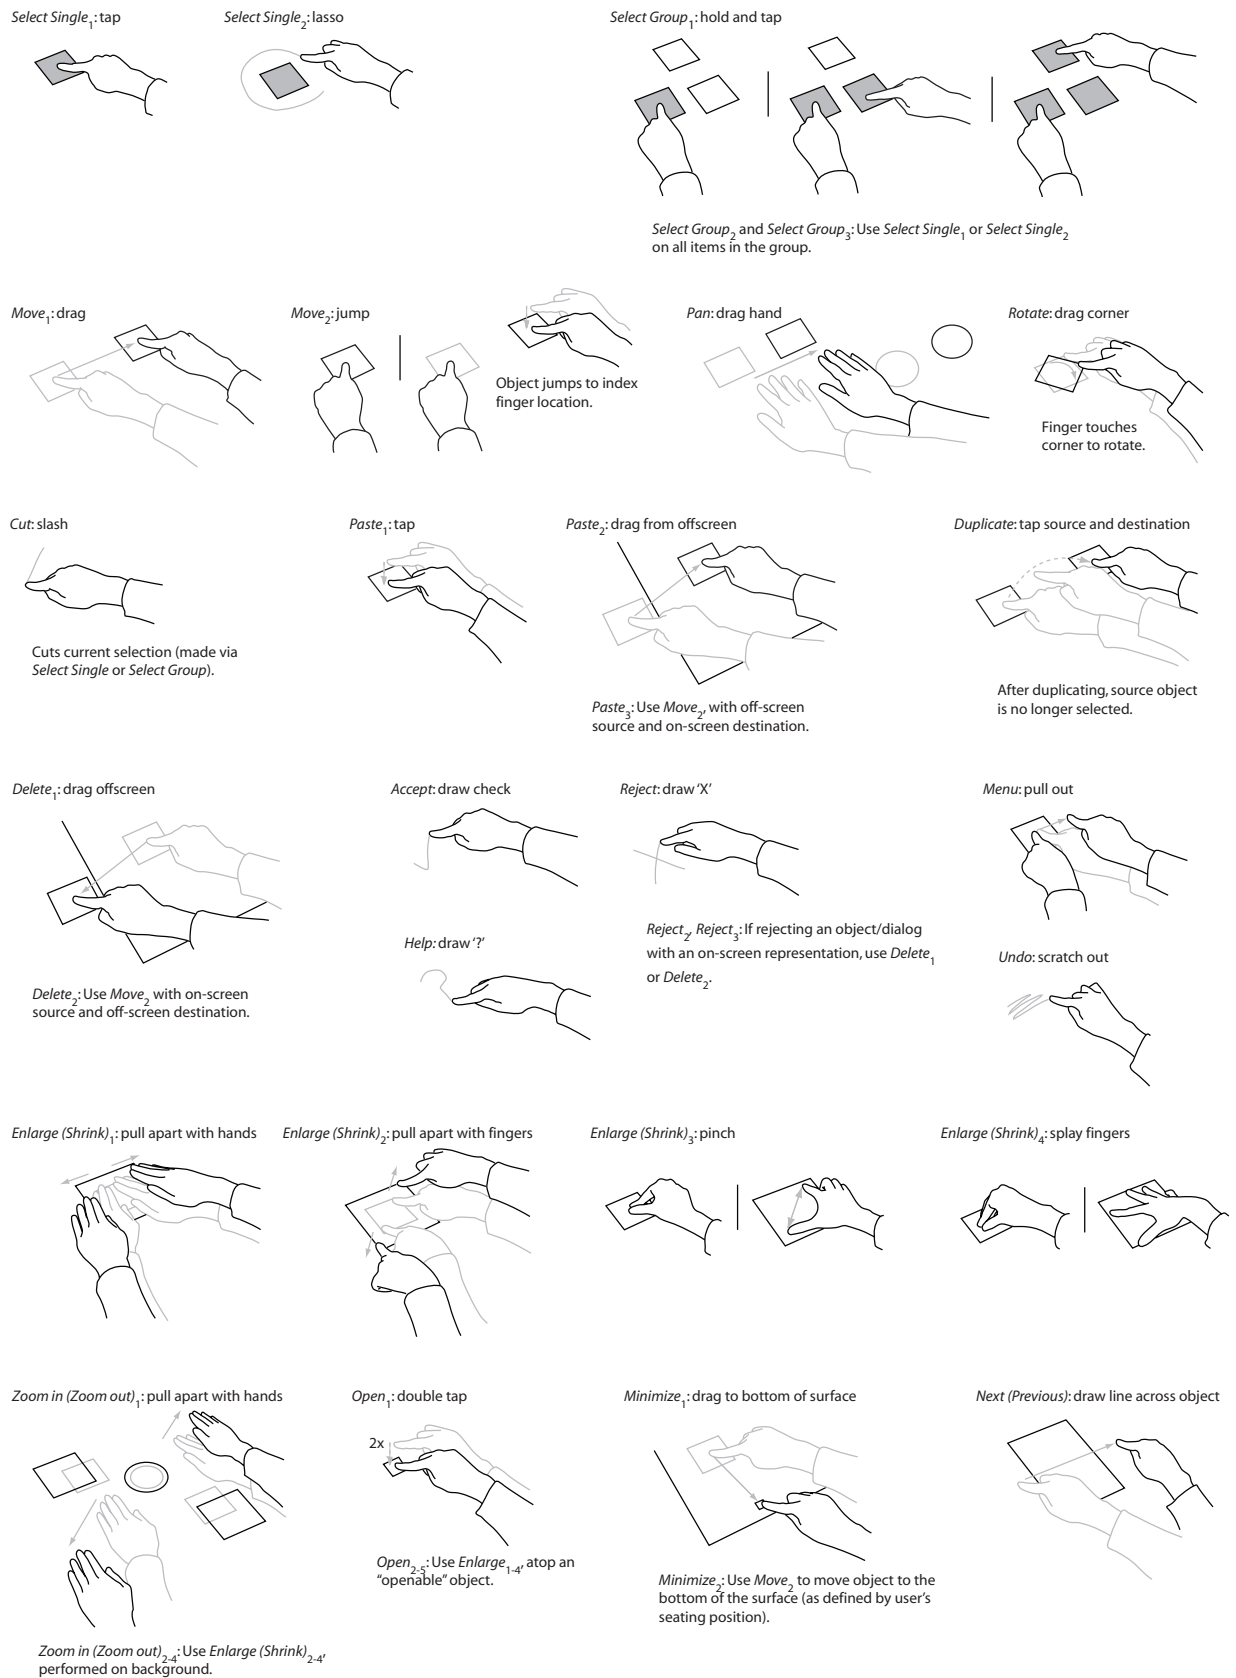 Select Single1: tap
Select Single2: lasso
Select Group1: hold and tap
Select Group2 and Select Group3: Use Select Single1 or Select Single2
on all items in the group.
Move1: drag
Move2: jump
Object jumps to index
finger location.
Pan: drag hand
Rotate: drag corner
Finger touches
corner to rotate.
Cut: slash
Cuts current selection (made via
Select Single or Select Group).
Paste1: tap
Paste2: drag from offscreen
Paste3: Use Move2, with off-screen
source and on-screen destination.
Duplicate: tap source and destination
After duplicating, source object
is no longer selected.
Delete1: drag offscreen
Delete2: Use Move2 with on-screen
source and off-screen destination.
Accept: draw check
Help: draw '?'
Reject: draw 'X'
Reject2, Reject3: If rejecting an object/dialog
with an on-screen representation, use Delete1
or Delete2.
Menu: pull out
Undo: scratch out
Enlarge (Shrink)1: pull apart with hands
Enlarge (Shrink)2: pull apart with fingers
Enlarge (Shrink)3: pinch
Enlarge (Shrink)4: splay fingers
Zoom in (Zoom out)1: pull apart with hands
Zoom in (Zoom out)2-4: Use Enlarge (Shrink)2-4,
performed on background.
Open1: double tap
2x
Open2-5: Use Enlarge1-4, atop an
"openable" object.
Minimize1: drag to bottom of surface
Minimize2: Use Move2 to move object to the
bottom of the surface (as defined by user's
seating position).
Next (Previous): draw line across object